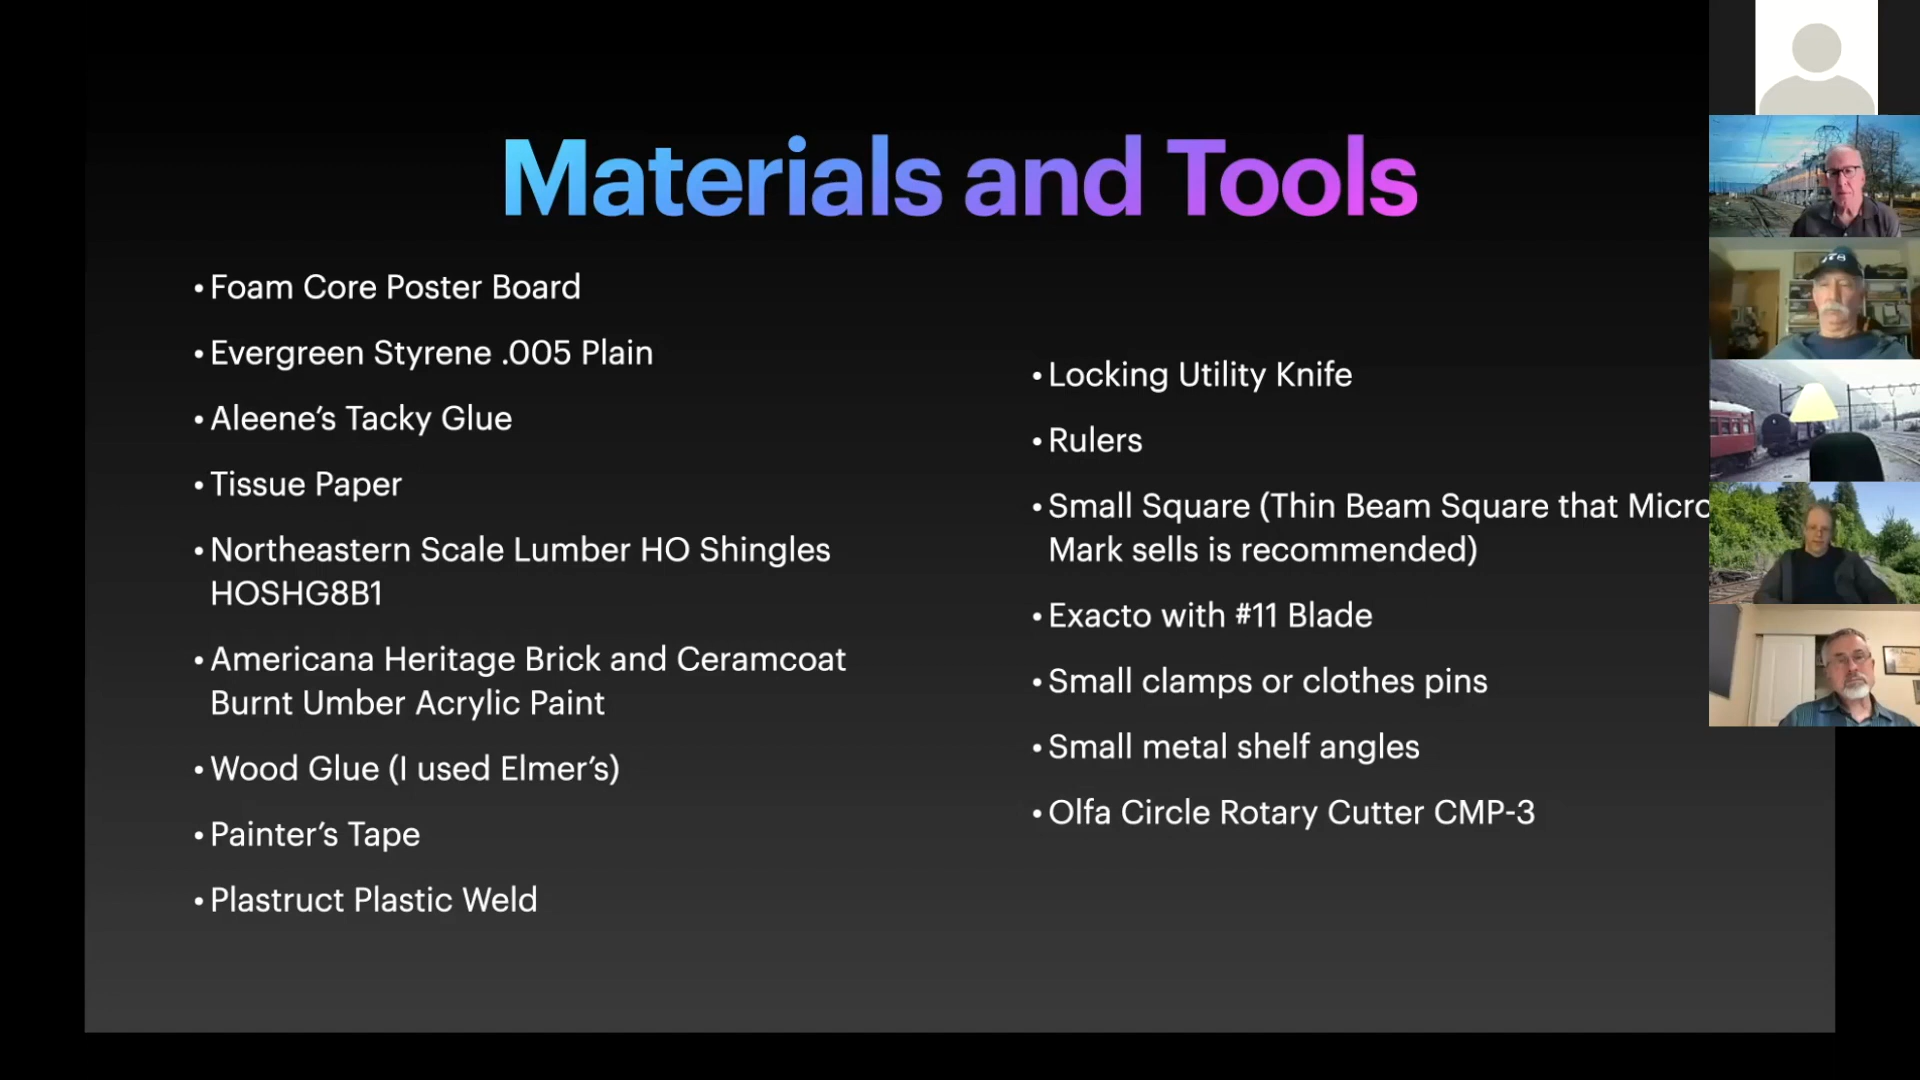 Materials and Tools
• Foam Core Poster Board
• Evergreen Styrene .005 Plain
• Aleene’s Tacky Glue
• Tissue Paper
• Northeastern Scale Lumber HO Shingles
HOSHG8B1
• Americana Heritage Brick and Ceramcoat
Burnt Umber Acrylic Paint
• Wood Glue (I used Elmer’s)
• Painter’s Tape
• Plastruct Plastic Weld
• Locking Utility Knife
• Rulers
• Small Square (Thin Beam Square that Micro
Mark sells is recommended)
• Exacto with #11 Blade
• Small clamps or clothes pins
• Small metal shelf angles
• Olfa Circle Rotary Cutter CMP-3